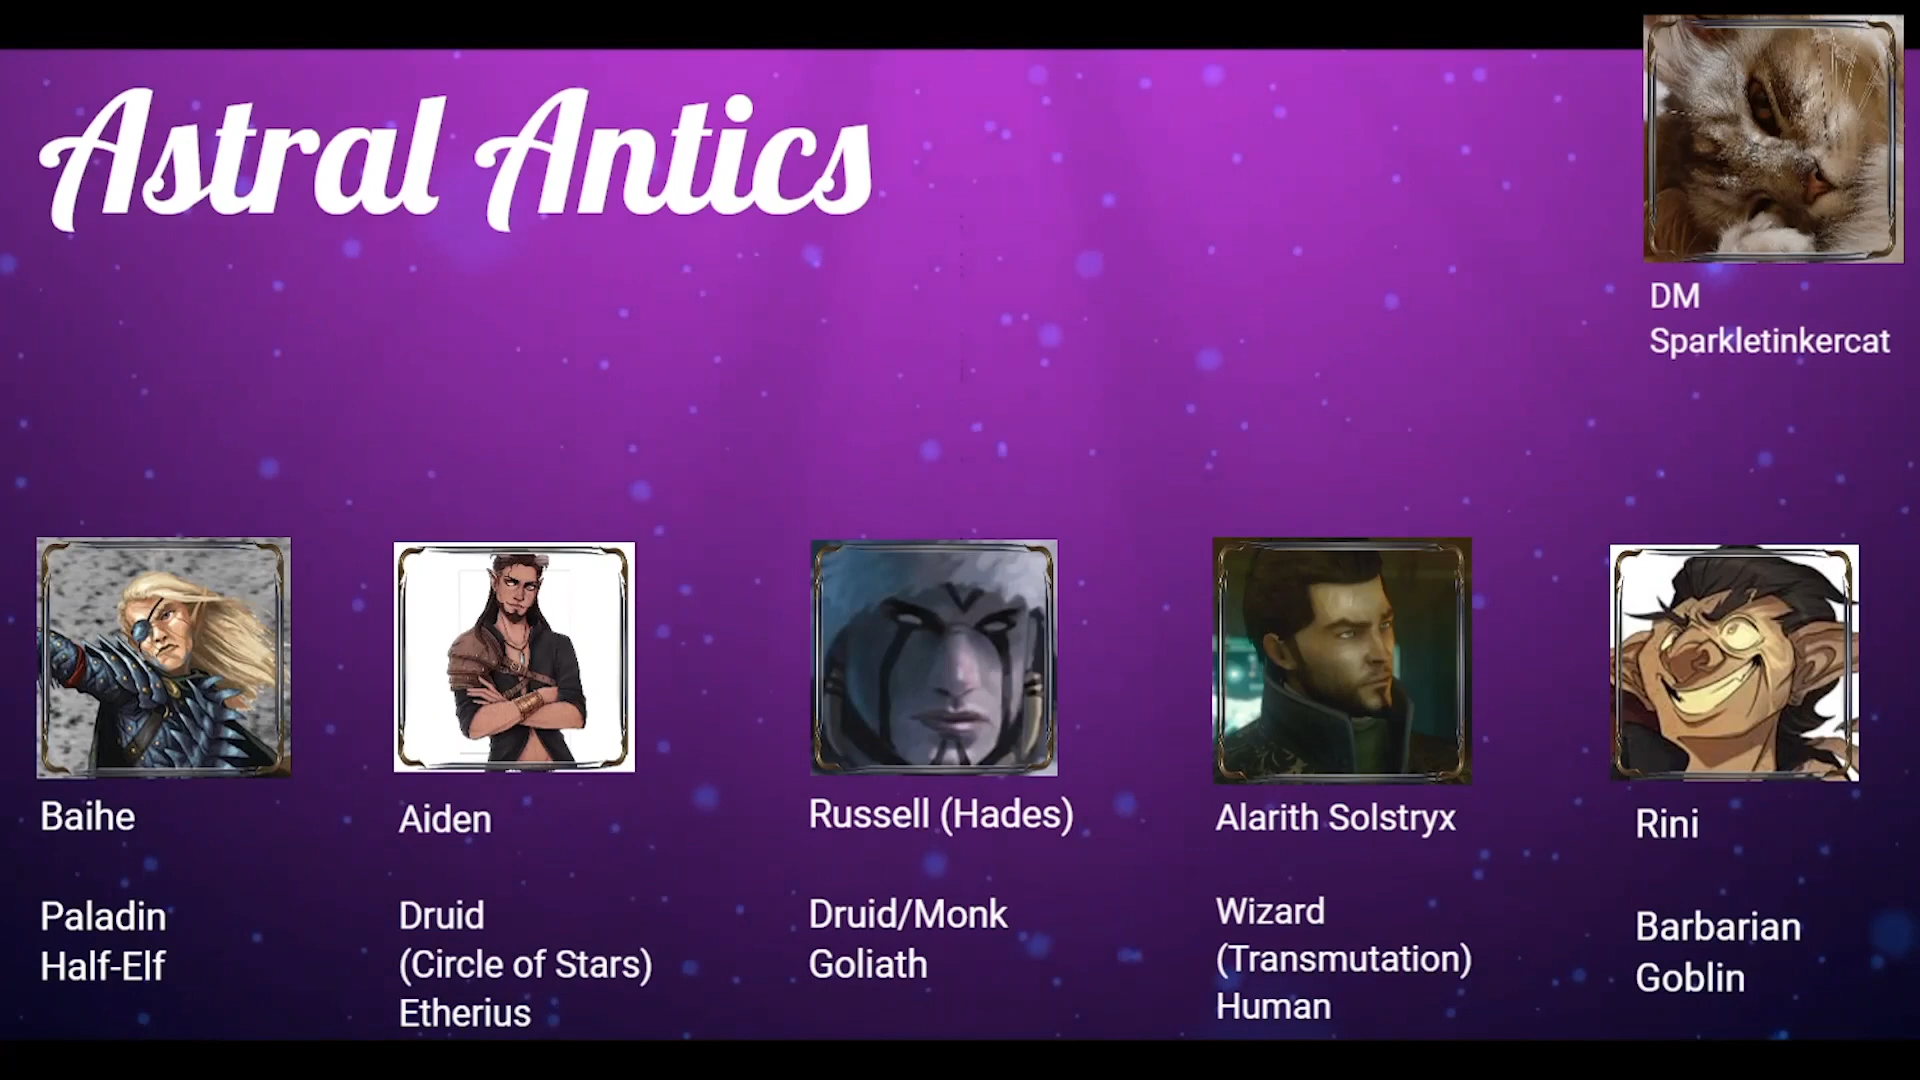 Astral Antics
DM
Sparkletinkercat
Baihe
Paladin
Half-Elf
Aiden
Druid
(Circle of Stars)
Etherius
Russell (Hades)
Druid/Monk
Goliath
Alarith Solstryx
Wizard
(Transmutation)
Human
Rini
Barbarian
Goblin